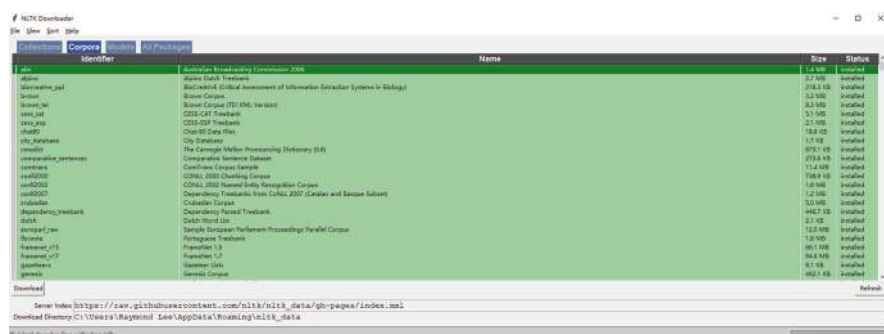 NLTK Downloader
File View Sort Help
Collections Corpora Models All Packages
Identifier Name Size Status
abc Australian Broadcasting Commission 2006 1.4 MB installed
alpino Alpino Dutch Treebank 2.7 MB installed
biocreative_ppi BioCreAtIvE (Critical Assessment of Information Extraction Systems in Biology) 218.3 KB installed
brown Brown Corpus 3.2 MB installed
brown_tei Brown Corpus (TEI XML Version) 8.3 MB installed
cess_cat CESS-CAT Treebank 5.1 MB installed
cess_esp CESS-ESP Treebank 2.1 MB installed
chat80 Chat-80 Data Files 18.8 KB installed
city_database City Database 1.7 KB installed
cmudict The Carnegie Mellon Pronouncing Dictionary (0.6) 875.1 KB installed
comparative_sentences Comparative Sentence Dataset 272.6 KB installed
comtrans ComTrans Corpus Sample 11.4 MB installed
conll2000 CONLL 2000 Chunking Corpus 738.9 KB installed
conll2002 CONLL 2002 Named Entity Recognition Corpus 1.8 MB installed
conll2007 Dependency Treebanks from CoNLL 2007 (Catalan and Basque Subset) 1.2 MB installed
crubadan Crubadan Corpus 5.0 MB installed
dependency_treebank Dependency Parsed Treebank 446.7 KB installed
dolch Dolch Word List 2.1 KB installed
europarl_raw Sample European Parliament Proceedings Parallel Corpus 12.0 MB installed
floresta Portuguese Treebank 1.8 MB installed
framenet_v15 FrameNet 1.5 66.1 MB installed
framenet_v17 FrameNet 1.7 94.6 MB installed
gazetteers Gazeteer Lists 8.1 KB installed
genesis Genesis Corpus 462.1 KB installed
Download Refresh
Server Index: https://raw.githubusercontent.com/nltk/nltk_data/gh-pages/index.xml
Download Directory: C:\Users\Raymond Lee\AppData\Roaming\nltk_data